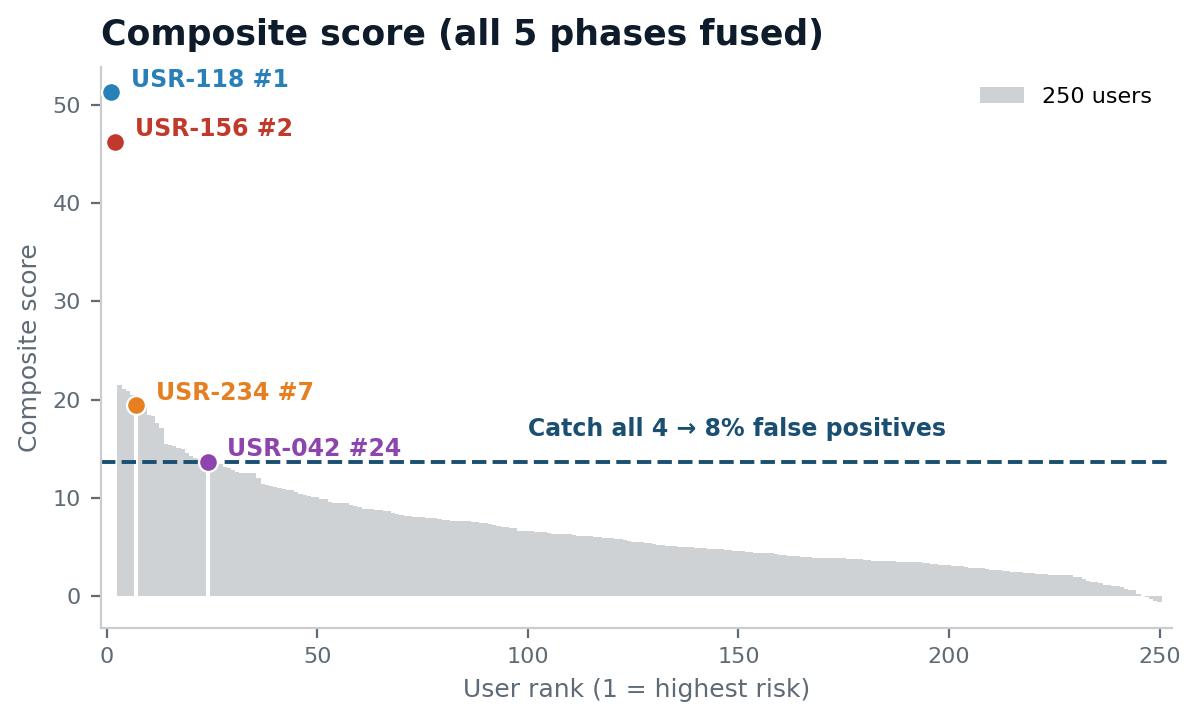 Composite score (all 5 phases fused)
USR-118 #1
250 users
50
USR-156 #2
40
Composite score
30
20
USR-234 #7
Catch all 4 → 8% false positives
USR-042 #24
10
0
0 50 100 150 200 250
User rank (1 = highest risk)